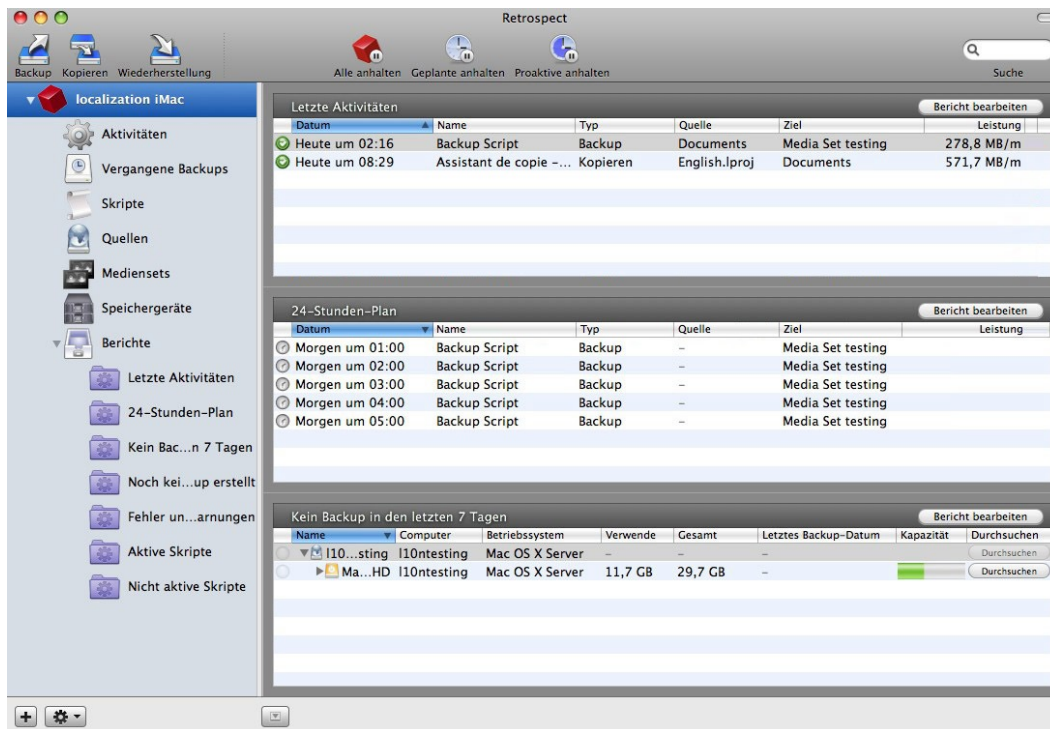 Retrospect
Backup Kopieren Wiederherstellung Alle anhalten Geplante anhalten Proaktive anhalten Suche
localization iMac
Aktivitäten
Vergangene Backups
Skripte
Quellen
Mediensets
Speichergeräte
Berichte
Letzte Aktivitäten
24-Stunden-Plan
Kein Bac...n 7 Tagen
Noch kei...up erstellt
Fehler un...arnungen
Aktive Skripte
Nicht aktive Skripte
Letzte Aktivitäten Bericht bearbeiten
Datum Name Typ Quelle Ziel Leistung
Heute um 02:16 Backup Script Backup Documents Media Set testing 278,8 MB/m
Heute um 08:29 Assistant de copie –... Kopieren English.lproj Documents 571,7 MB/m
24-Stunden-Plan Bericht bearbeiten
Datum Name Typ Quelle Ziel Leistung
Morgen um 01:00 Backup Script Backup – Media Set testing
Morgen um 02:00 Backup Script Backup – Media Set testing
Morgen um 03:00 Backup Script Backup – Media Set testing
Morgen um 04:00 Backup Script Backup – Media Set testing
Morgen um 05:00 Backup Script Backup – Media Set testing
Kein Backup in den letzten 7 Tagen Bericht bearbeiten
Name Computer Betriebssystem Verwende Gesamt Letztes Backup-Datum Kapazität Durchsuchen
l10...sting l10ntesting Mac OS X Server – – – Durchsuchen
Ma...HD l10ntesting Mac OS X Server 11,7 GB 29,7 GB – Durchsuchen